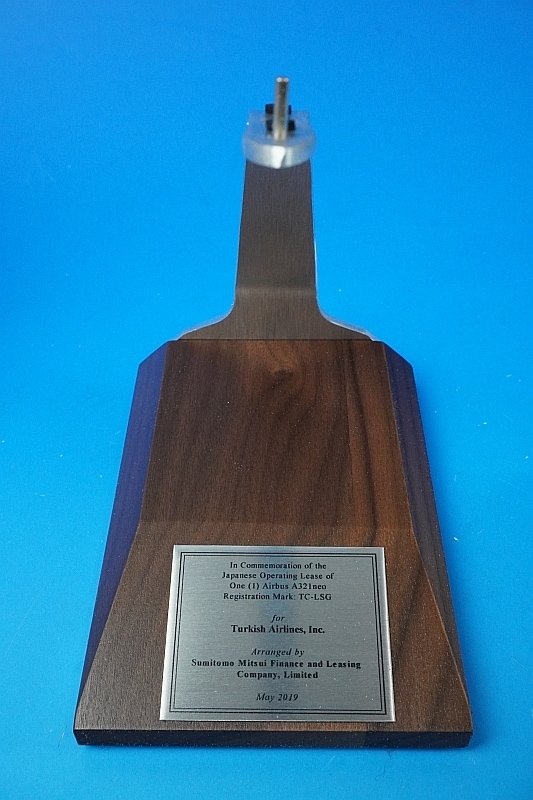 In Commemoration of the
Japanese Operating Lease of
One (1) Airbus A321neo
Registration Mark: TC-LSG
for
Turkish Airlines, Inc.
Arranged by
Sumitomo Mitsui Finance and Leasing
Company, Limited
May 2019